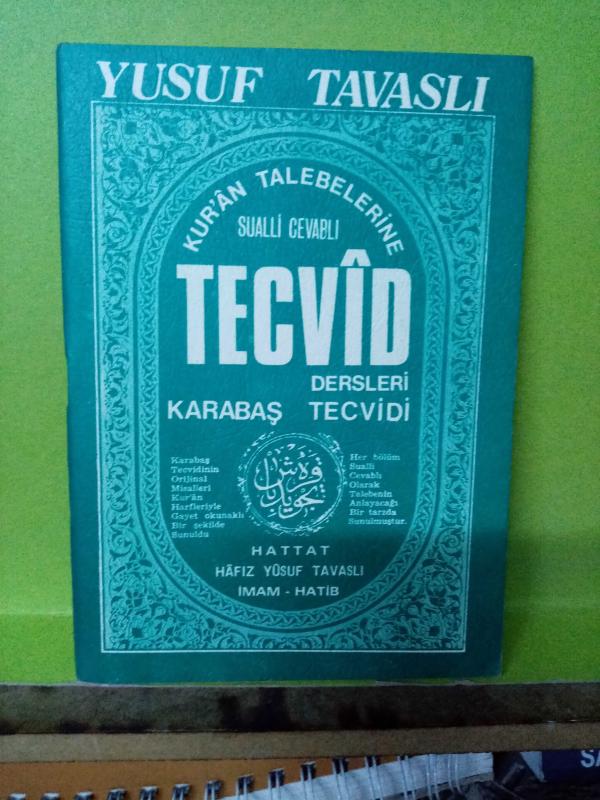 YUSUF TAVASLI
KUR'ÂN TALEBELERİNE
SUALLİ CEVABLI
TECVÎD
DERSLERİ
KARABAŞ TECVİDİ
Karabaş
Tecvidinin
Orijinal
Misalleri
Kur'ân
Harfleriyle
Gayet okunaklı
Bir şekilde
Sunuldu
Her bölüm
Sualli
Cevablı
Olarak
Talebenin
Anlayacağı
Bir tarzda
Sunulmuştur.
HATTAT
HÂFIZ YÛSUF TAVASLI
İMAM - HATİB